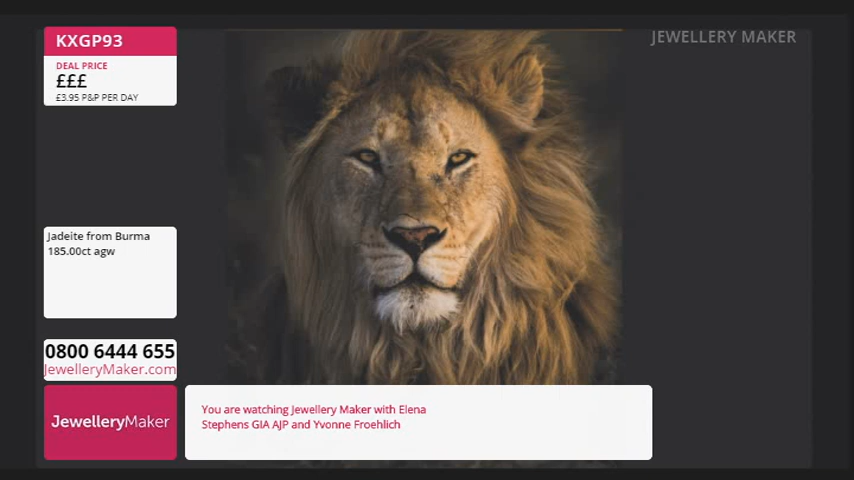 KXGP93
DEAL PRICE
£££
£3.95 P&P PER DAY
JEWELLERY MAKER
Jadeite from Burma
185.00ct agw
0800 6444 655
JewelleryMaker.com
JewelleryMaker
You are watching Jewellery Maker with Elena
Stephens GIA AJP and Yvonne Froehlich